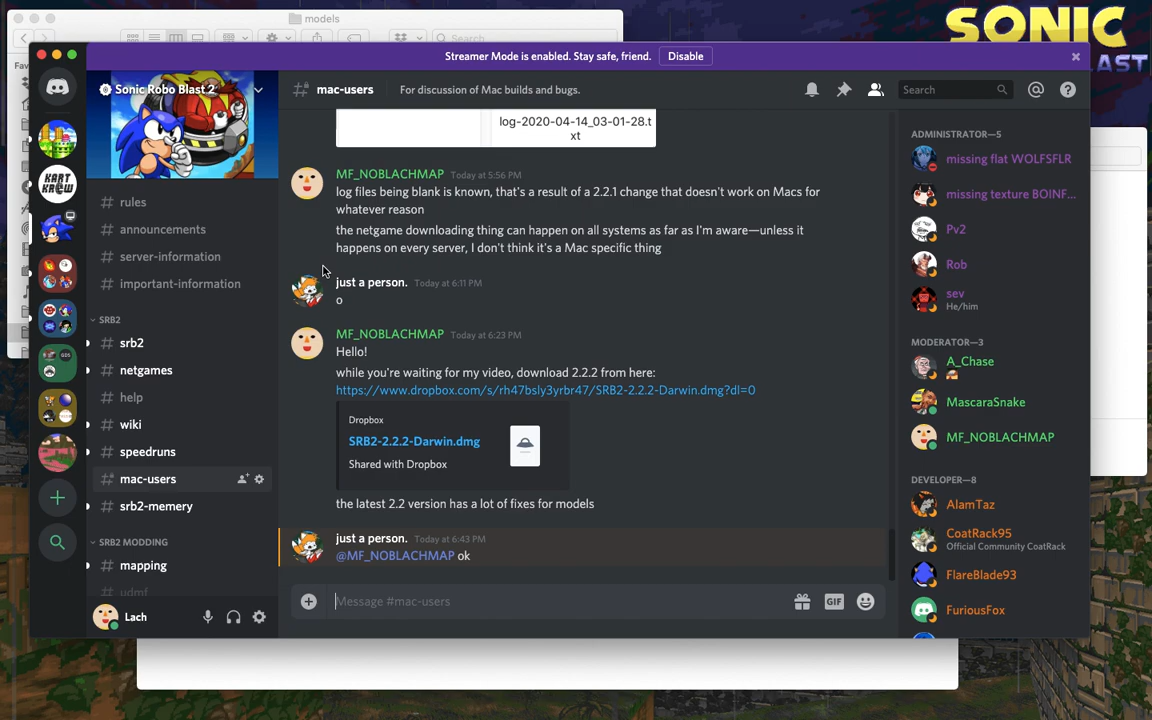 models
Search
SONIC
AST
Fav
Streamer Mode is enabled. Stay safe, friend.
Disable
Sonic Robo Blast 2
KART KREW
rules
announcements
server-information
important-information
SRB2
srb2
netgames
help
wiki
speedruns
mac-users
srb2-memery
SRB2 MODDING
mapping
udmf
Lach
mac-users
For discussion of Mac builds and bugs.
Search
log-2020-04-14_03-01-28.t
xt
MF_NOBLACHMAP Today at 5:56 PM
log files being blank is known, that's a result of a 2.2.1 change that doesn't work on Macs for
whatever reason
the netgame downloading thing can happen on all systems as far as I'm aware—unless it
happens on every server, I don't think it's a Mac specific thing
just a person. Today at 6:11 PM
o
MF_NOBLACHMAP Today at 6:23 PM
Hello!
while you're waiting for my video, download 2.2.2 from here:
https://www.dropbox.com/s/rh47bsly3yrbr47/SRB2-2.2.2-Darwin.dmg?dl=0
Dropbox
SRB2-2.2.2-Darwin.dmg
Shared with Dropbox
the latest 2.2 version has a lot of fixes for models
just a person. Today at 6:43 PM
@MF_NOBLACHMAP ok
Message #mac-users
GIF
ADMINISTRATOR—5
missing flat WOLFSFLR
missing texture BOINF...
Pv2
Rob
sev
He/him
MODERATOR—3
A_Chase
MascaraSnake
MF_NOBLACHMAP
DEVELOPER—8
AlamTaz
CoatRack95
Official Community CoatRack
FlareBlade93
FuriousFox